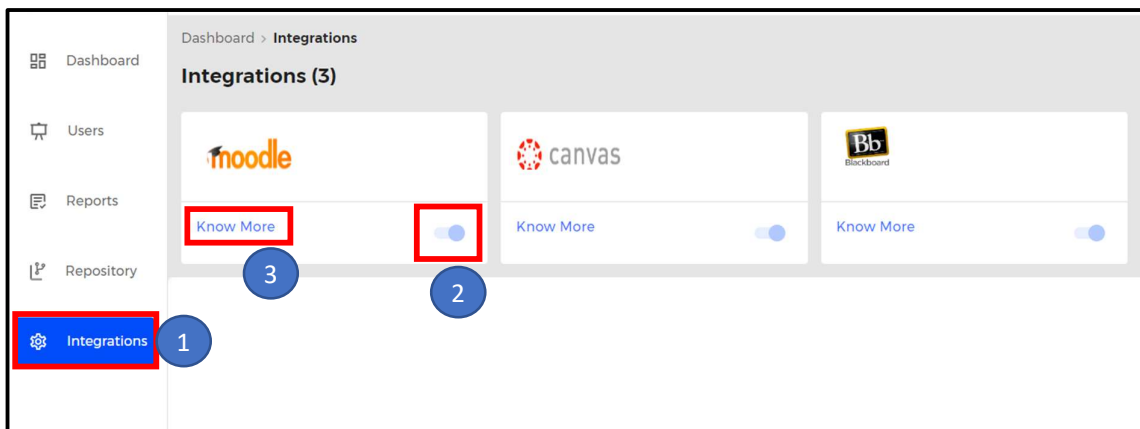 Dashboard > Integrations
Integrations (3)
Dashboard
Users
Reports
Repository
Integrations
1
moodle
canvas
Bb
Blackboard
Know More
Know More
Know More
3
2